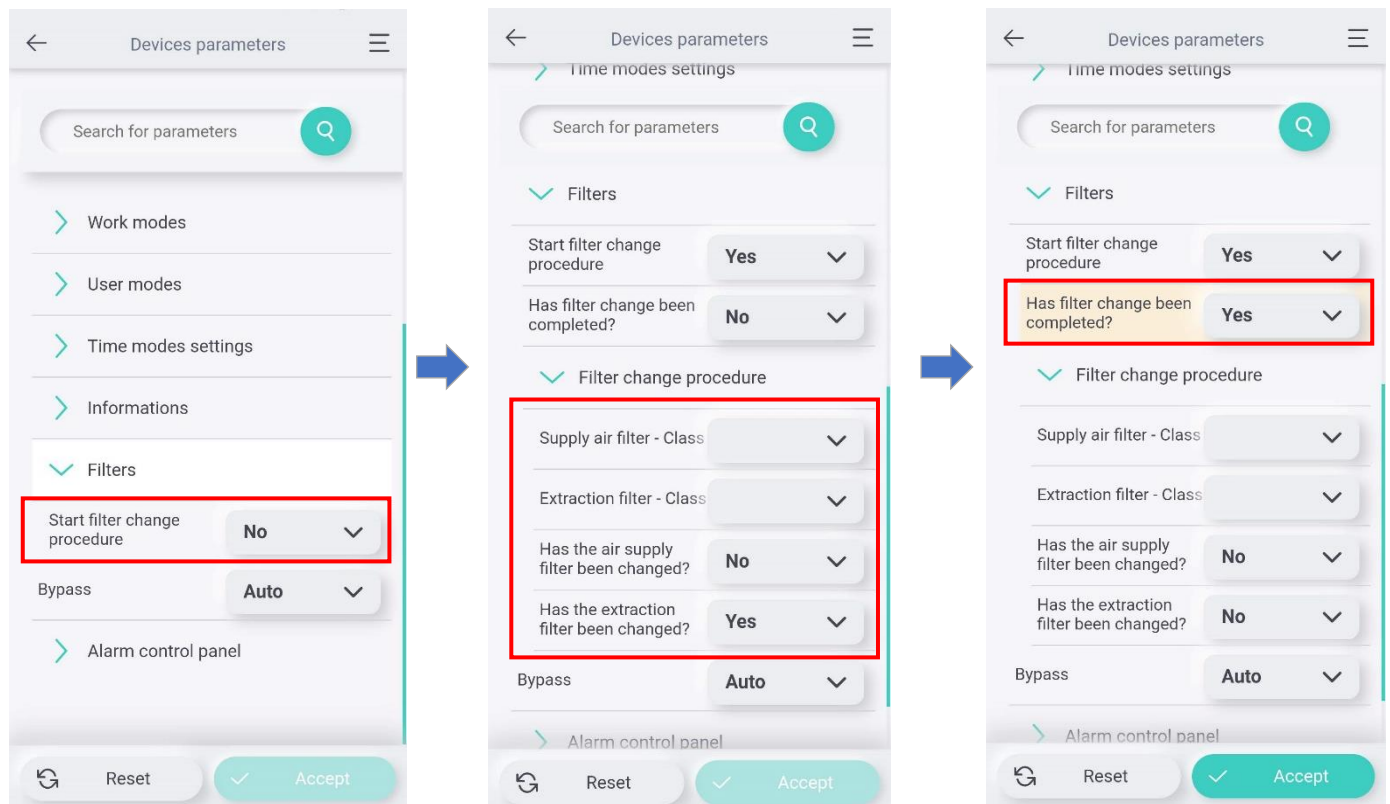 Devices parameters
Search for parameters
Work modes
User modes
Time modes settings
Informations
Filters
Start filter change
procedure
No
Bypass
Auto
Alarm control panel
Reset
Accept
Devices parameters
Time modes settings
Search for parameters
Filters
Start filter change
procedure
Yes
Has filter change been
completed?
No
Filter change procedure
Supply air filter - Class
Extraction filter - Class
Has the air supply
filter been changed?
No
Has the extraction
filter been changed?
Yes
Bypass
Auto
Alarm control panel
Reset
Accept
Devices parameters
Time modes settings
Search for parameters
Filters
Start filter change
procedure
Yes
Has filter change been
completed?
Yes
Filter change procedure
Supply air filter - Class
Extraction filter - Class
Has the air supply
filter been changed?
No
Has the extraction
filter been changed?
No
Bypass
Auto
Alarm control panel
Reset
Accept